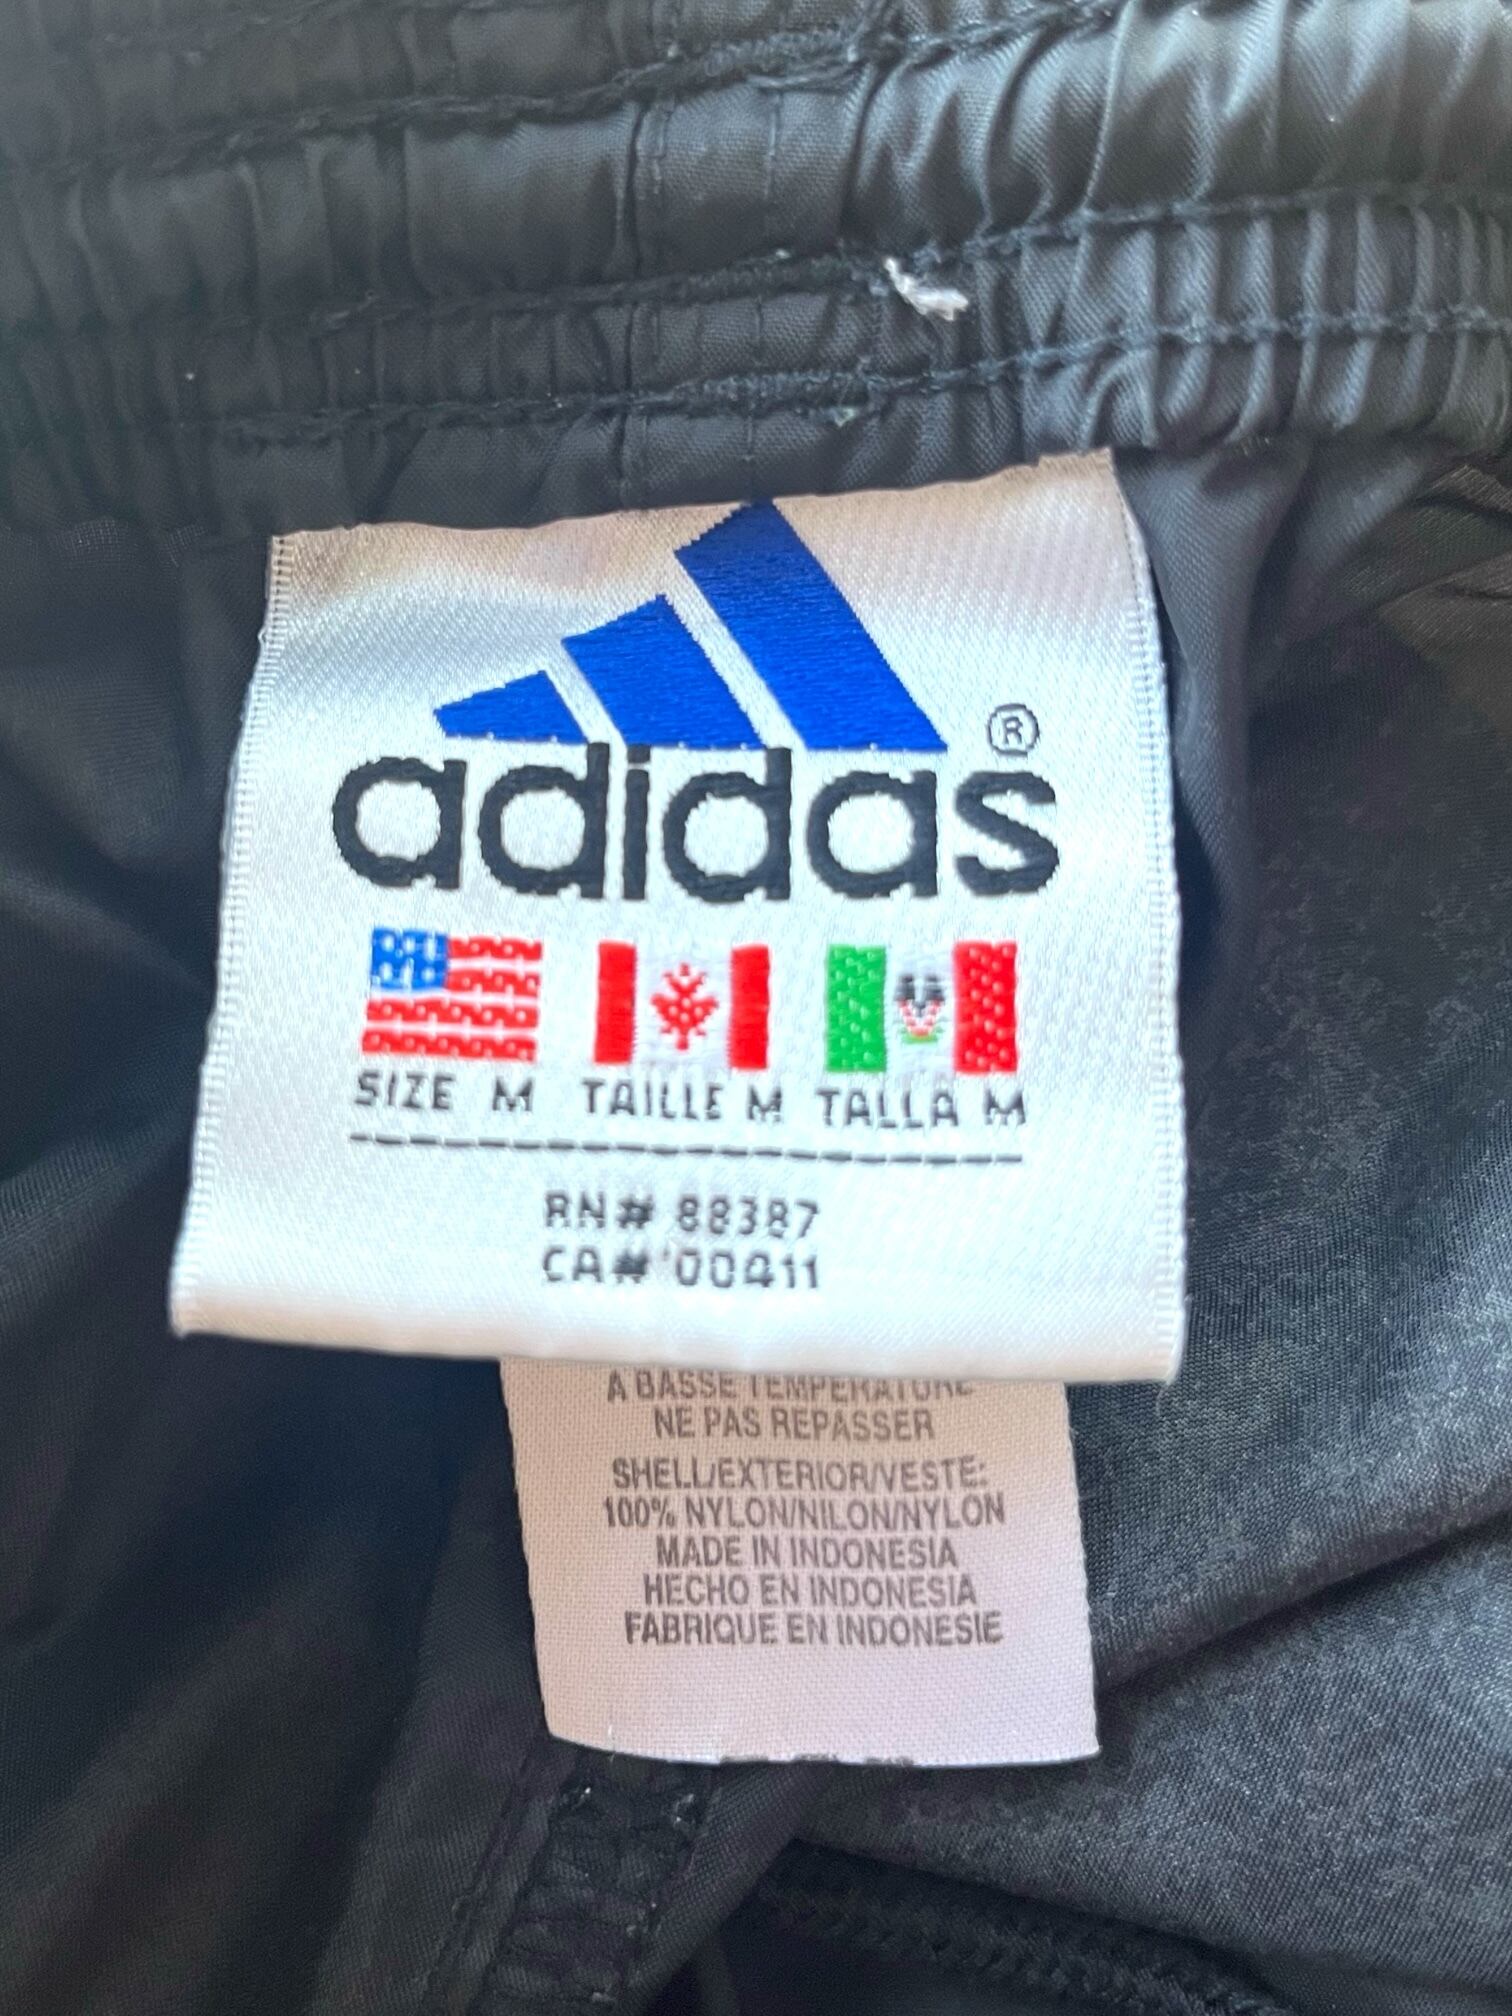 ®
adidas
SIZE M TAILLE M TALLA M
RN# 88387
CA# 00411
A BASSE TEMPERATURE
NE PAS REPASSER
SHELL/EXTERIOR/VESTE:
100% NYLON/NILON/NYLON
MADE IN INDONESIA
HECHO EN INDONESIA
FABRIQUE EN INDONESIE